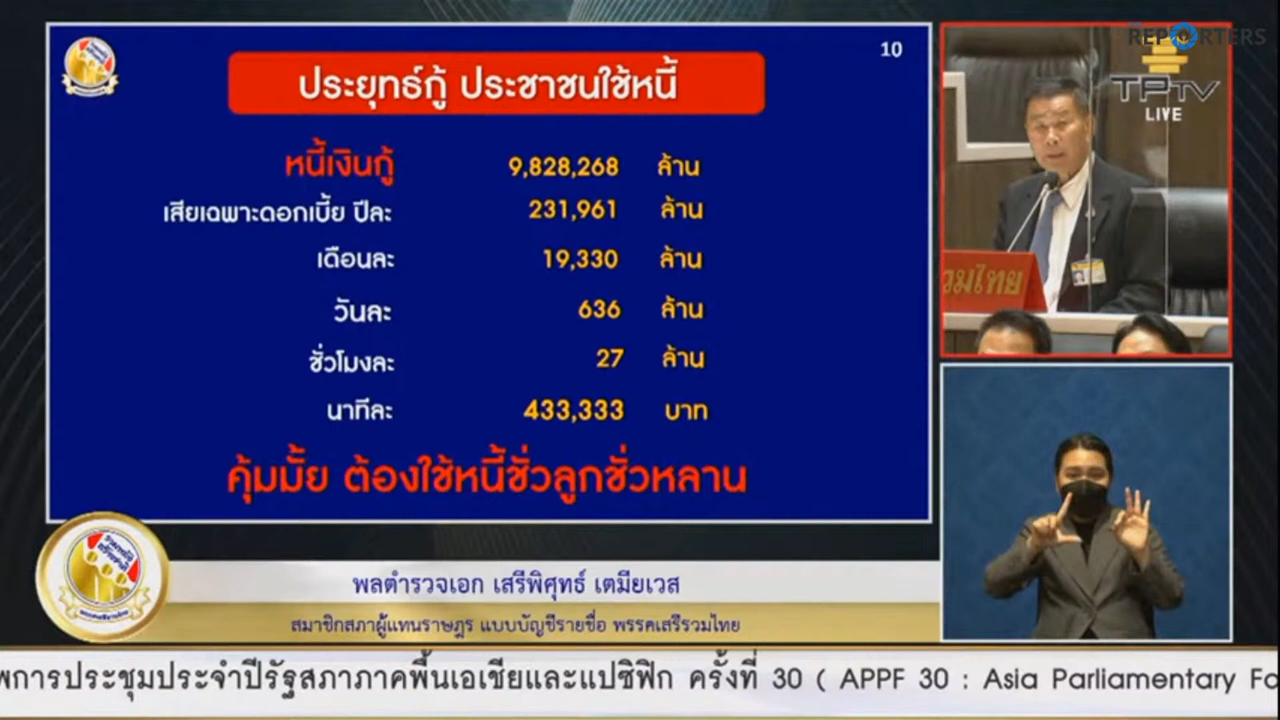 10
ประยุทธ์กู้ ประชาชนใช้หนี้
หนี้เงินกู้ 9,828,268 ล้าน
เสียเฉพาะดอกเบี้ย ปีละ 231,961 ล้าน
เดือนละ 19,330 ล้าน
วันละ 636 ล้าน
ชั่วโมงละ 27 ล้าน
นาทีละ 433,333 บาท
คุ้มมั้ย ต้องใช้หนี้ชั่วลูกชั่วหลาน
REPORTERS
TPTV
LIVE
รวมไทย
พลตำรวจเอก เสรีพิศุทธ์ เตมียเวส
สมาชิกสภาผู้แทนราษฎร แบบบัญชีรายชื่อ พรรคเสรีรวมไทย
พการประชุมประจำปีรัฐสภาภาคพื้นเอเชียและแปซิฟิก ครั้งที่ 30 ( APPF 30 : Asia Parliamentary Fo